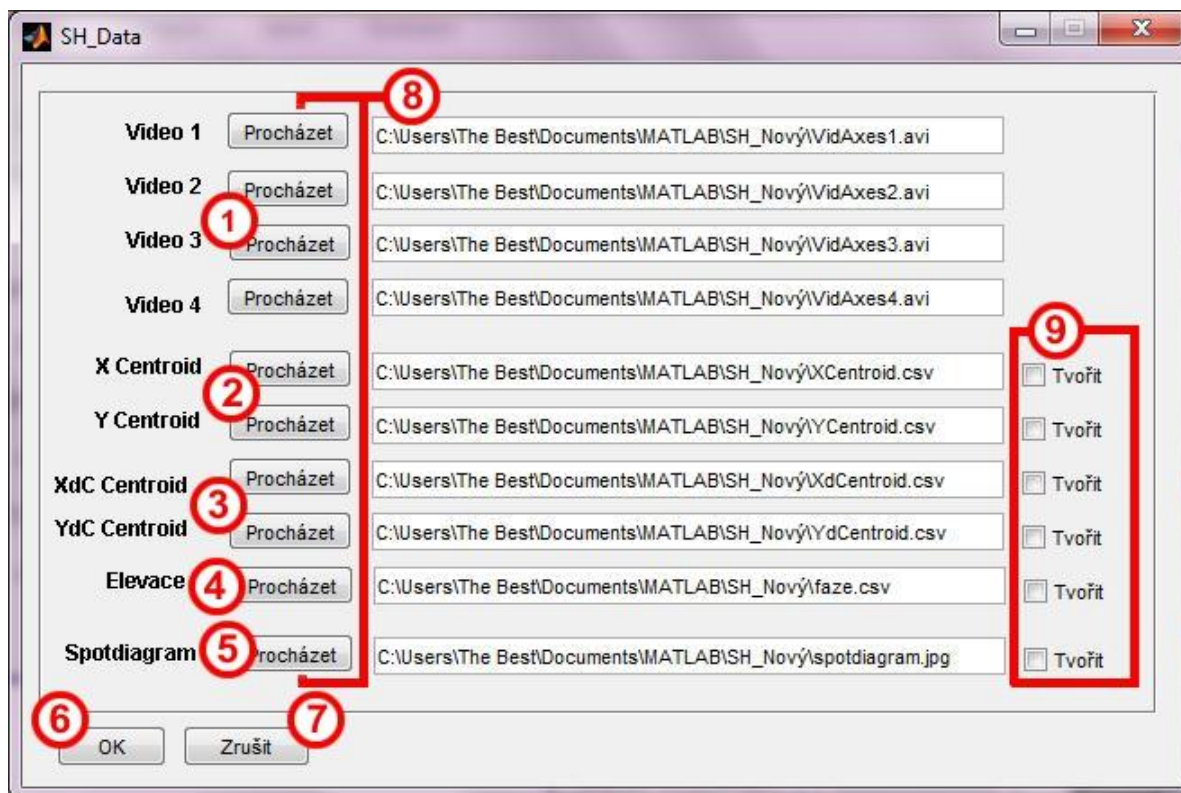 SH_Data
8
Video 1 Procházet C:\Users\The Best\Documents\MATLAB\SH_Nový\VidAxes1.avi
Video 2 Procházet C:\Users\The Best\Documents\MATLAB\SH_Nový\VidAxes2.avi
1
Video 3 Procházet C:\Users\The Best\Documents\MATLAB\SH_Nový\VidAxes3.avi
Video 4 Procházet C:\Users\The Best\Documents\MATLAB\SH_Nový\VidAxes4.avi
9
X Centroid Procházet C:\Users\The Best\Documents\MATLAB\SH_Nový\XCentroid.csv Tvořit
2
Y Centroid Procházet C:\Users\The Best\Documents\MATLAB\SH_Nový\YCentroid.csv Tvořit
XdC Centroid Procházet C:\Users\The Best\Documents\MATLAB\SH_Nový\XdCentroid.csv Tvořit
3
YdC Centroid Procházet C:\Users\The Best\Documents\MATLAB\SH_Nový\YdCentroid.csv Tvořit
Elevace 4 Procházet C:\Users\The Best\Documents\MATLAB\SH_Nový\faze.csv Tvořit
Spotdiagram 5 Procházet C:\Users\The Best\Documents\MATLAB\SH_Nový\spotdiagram.jpg Tvořit
6 7
OK Zrušit